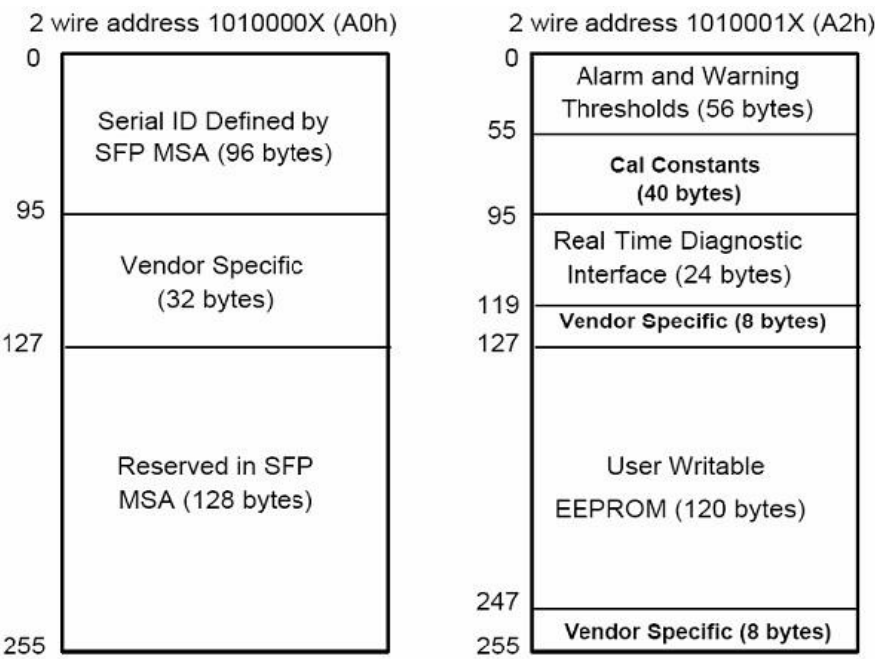 2 wire address 1010000X (A0h)
0
Serial ID Defined by
SFP MSA (96 bytes)
95
Vendor Specific
(32 bytes)
127
Reserved in SFP
MSA (128 bytes)
255
2 wire address 1010001X (A2h)
0
Alarm and Warning
Thresholds (56 bytes)
55
Cal Constants
(40 bytes)
95
Real Time Diagnostic
Interface (24 bytes)
119
Vendor Specific (8 bytes)
127
User Writable
EEPROM (120 bytes)
247
Vendor Specific (8 bytes)
255